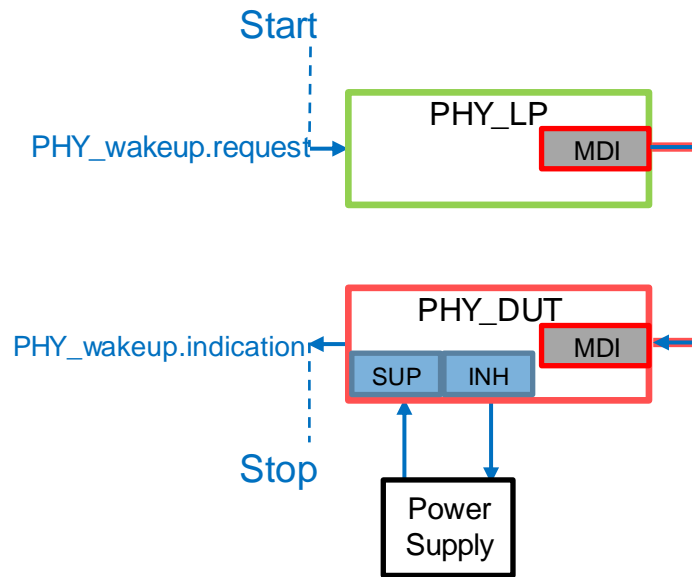 Start
PHY_LP
PHY_wakeup.request
MDI
PHY_DUT
PHY_wakeup.indication
MDI
SUP
INH
Stop
Power
Supply